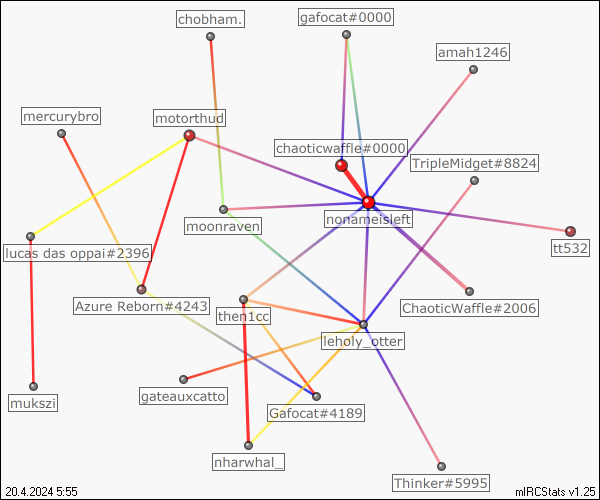 chobham.
gafocat#0000
amah1246
mercurybro
motorthud
chaoticwaffle#0000
TripleMidget#8824
nonameisleft
moonraven
lucas das oppai#2396
tt532
Azure Reborn#4243
then1cc
ChaoticWaffle#2006
leholy_otter
mukszi
gateauxcatto
Gafocat#4189
nharwhal_
Thinker#5995
20.4.2024 5:55
mIRCStats v1.25